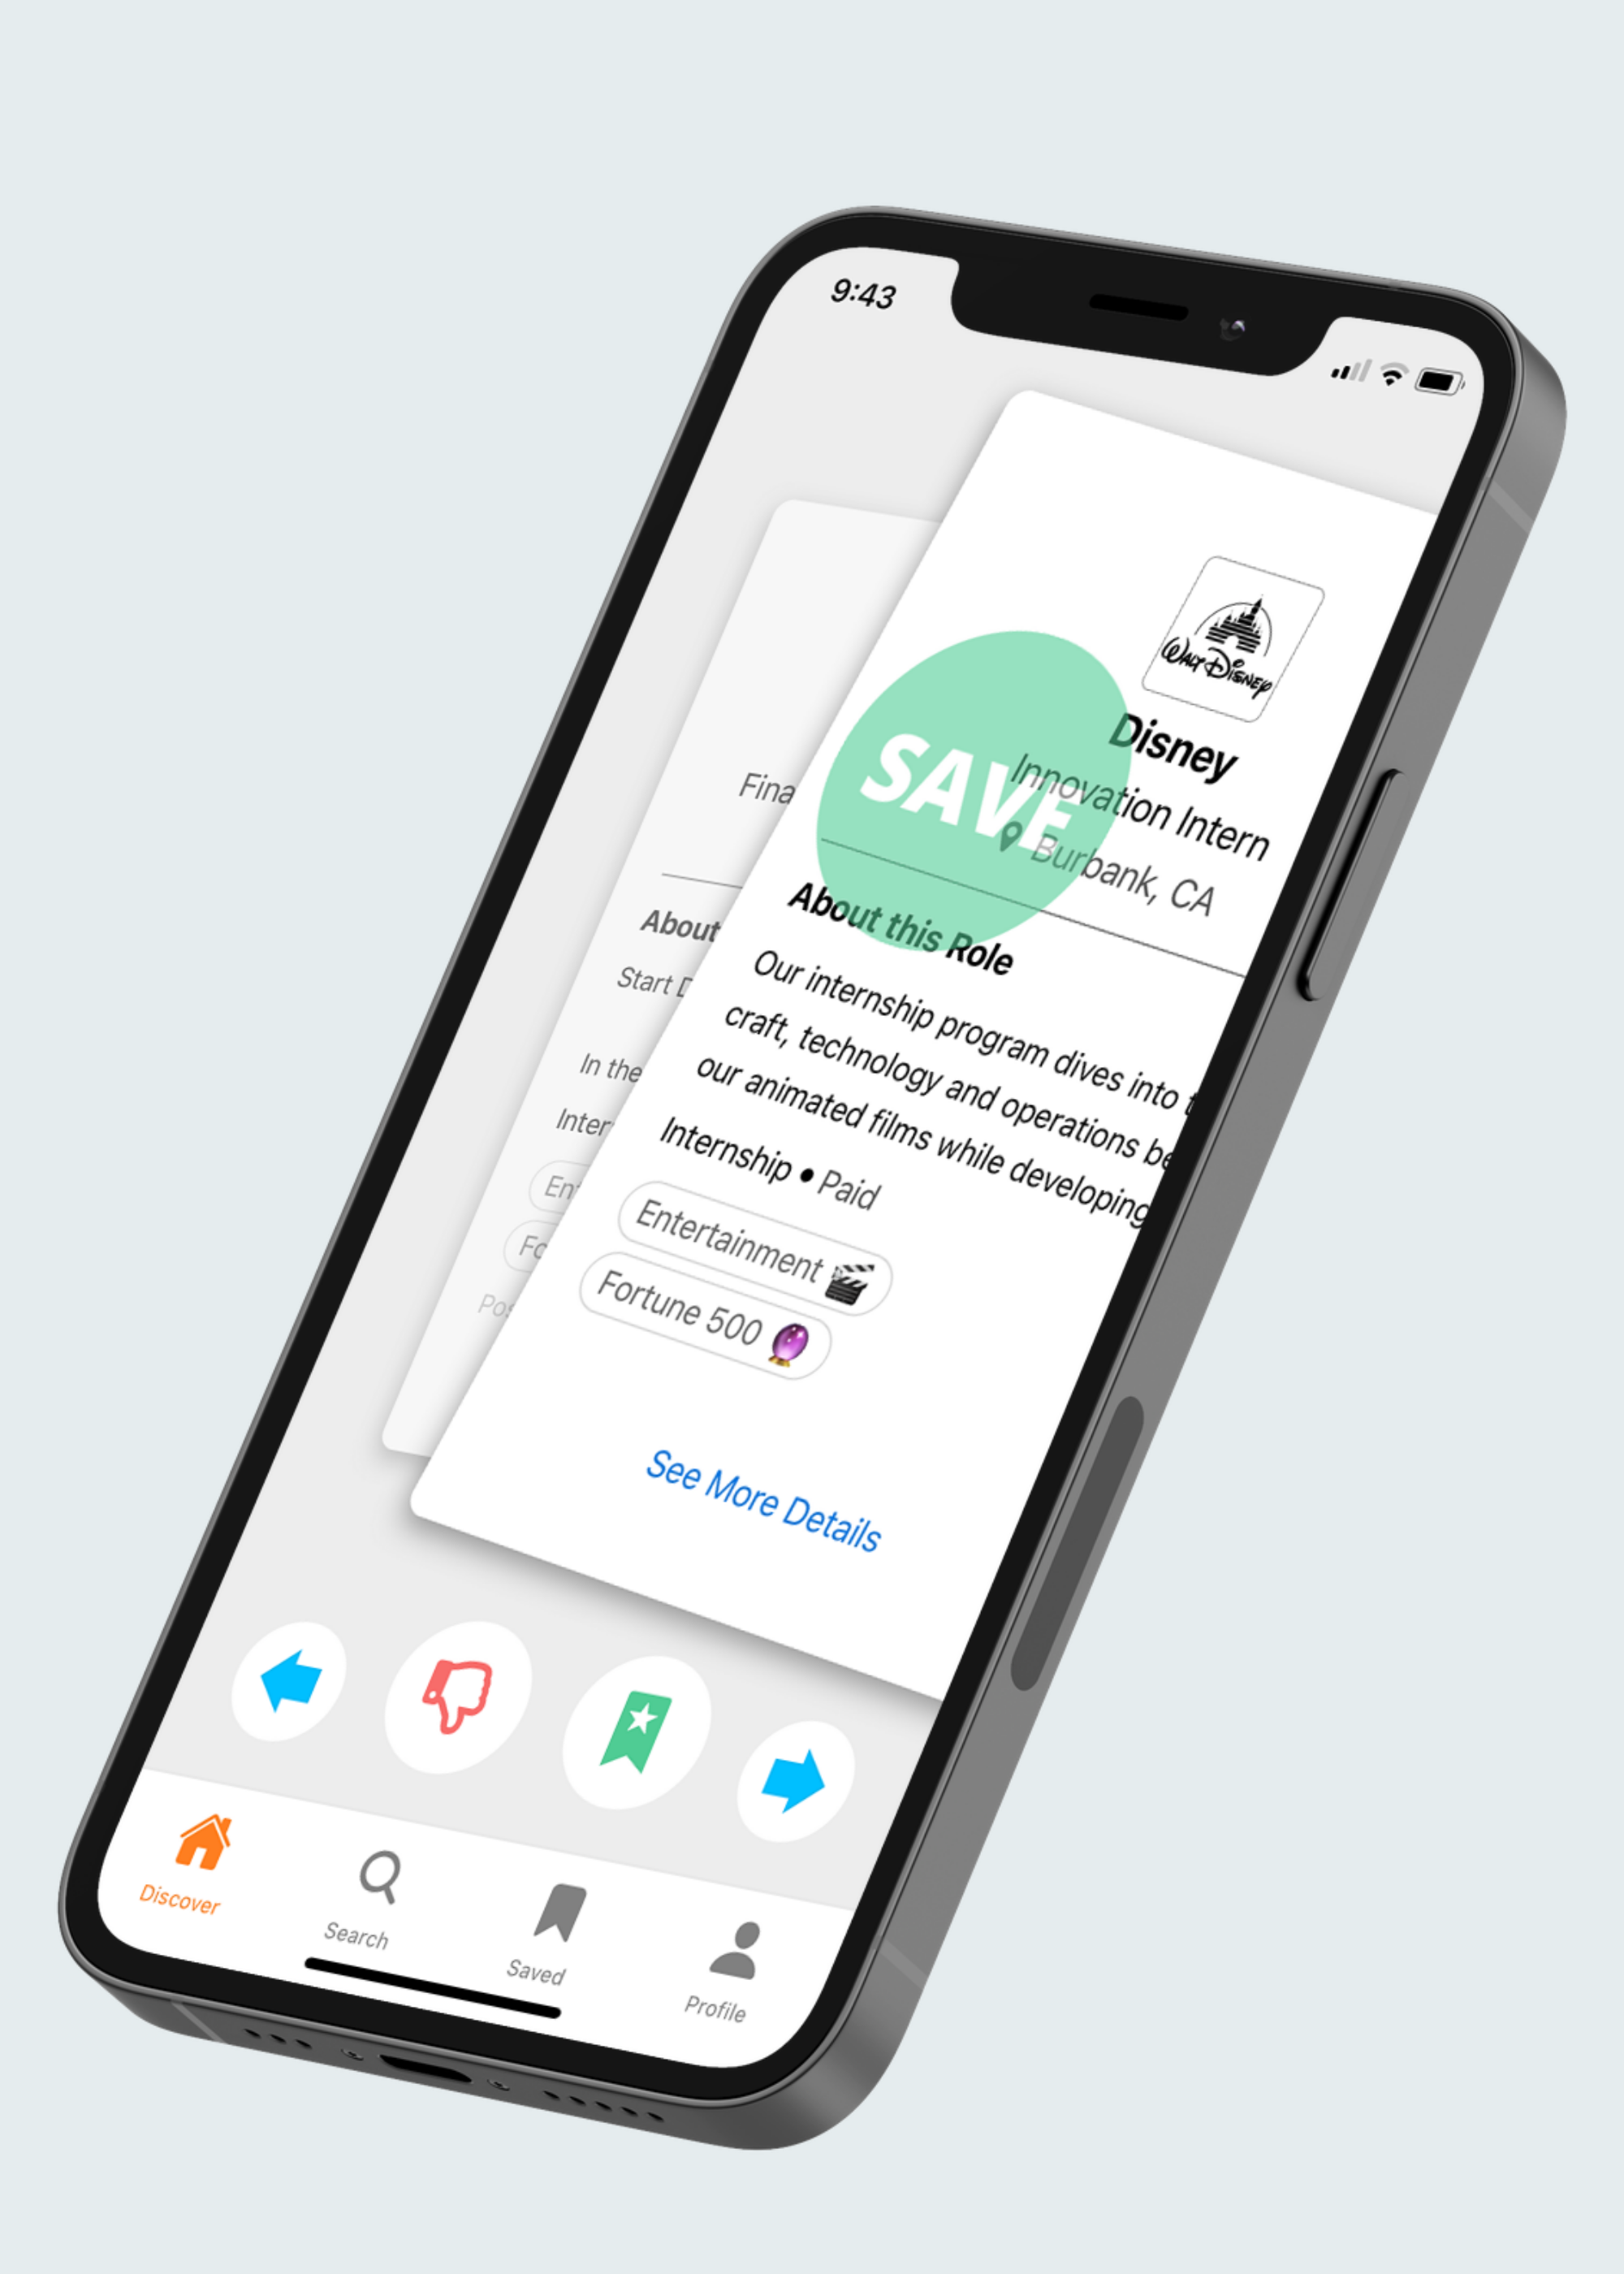 9:43
WALT DISNEY
Disney
SAVE
Innovation Intern
Burbank, CA
About this Role
Our internship program dives into
craft, technology and operations
our animated films while developing
Internship • Paid
Entertainment 🎬
Fortune 500 🔮
See More Details
Fina
About
Start D
In the
Inter
En
Fo
Pos
Discover
Search
Saved
Profile